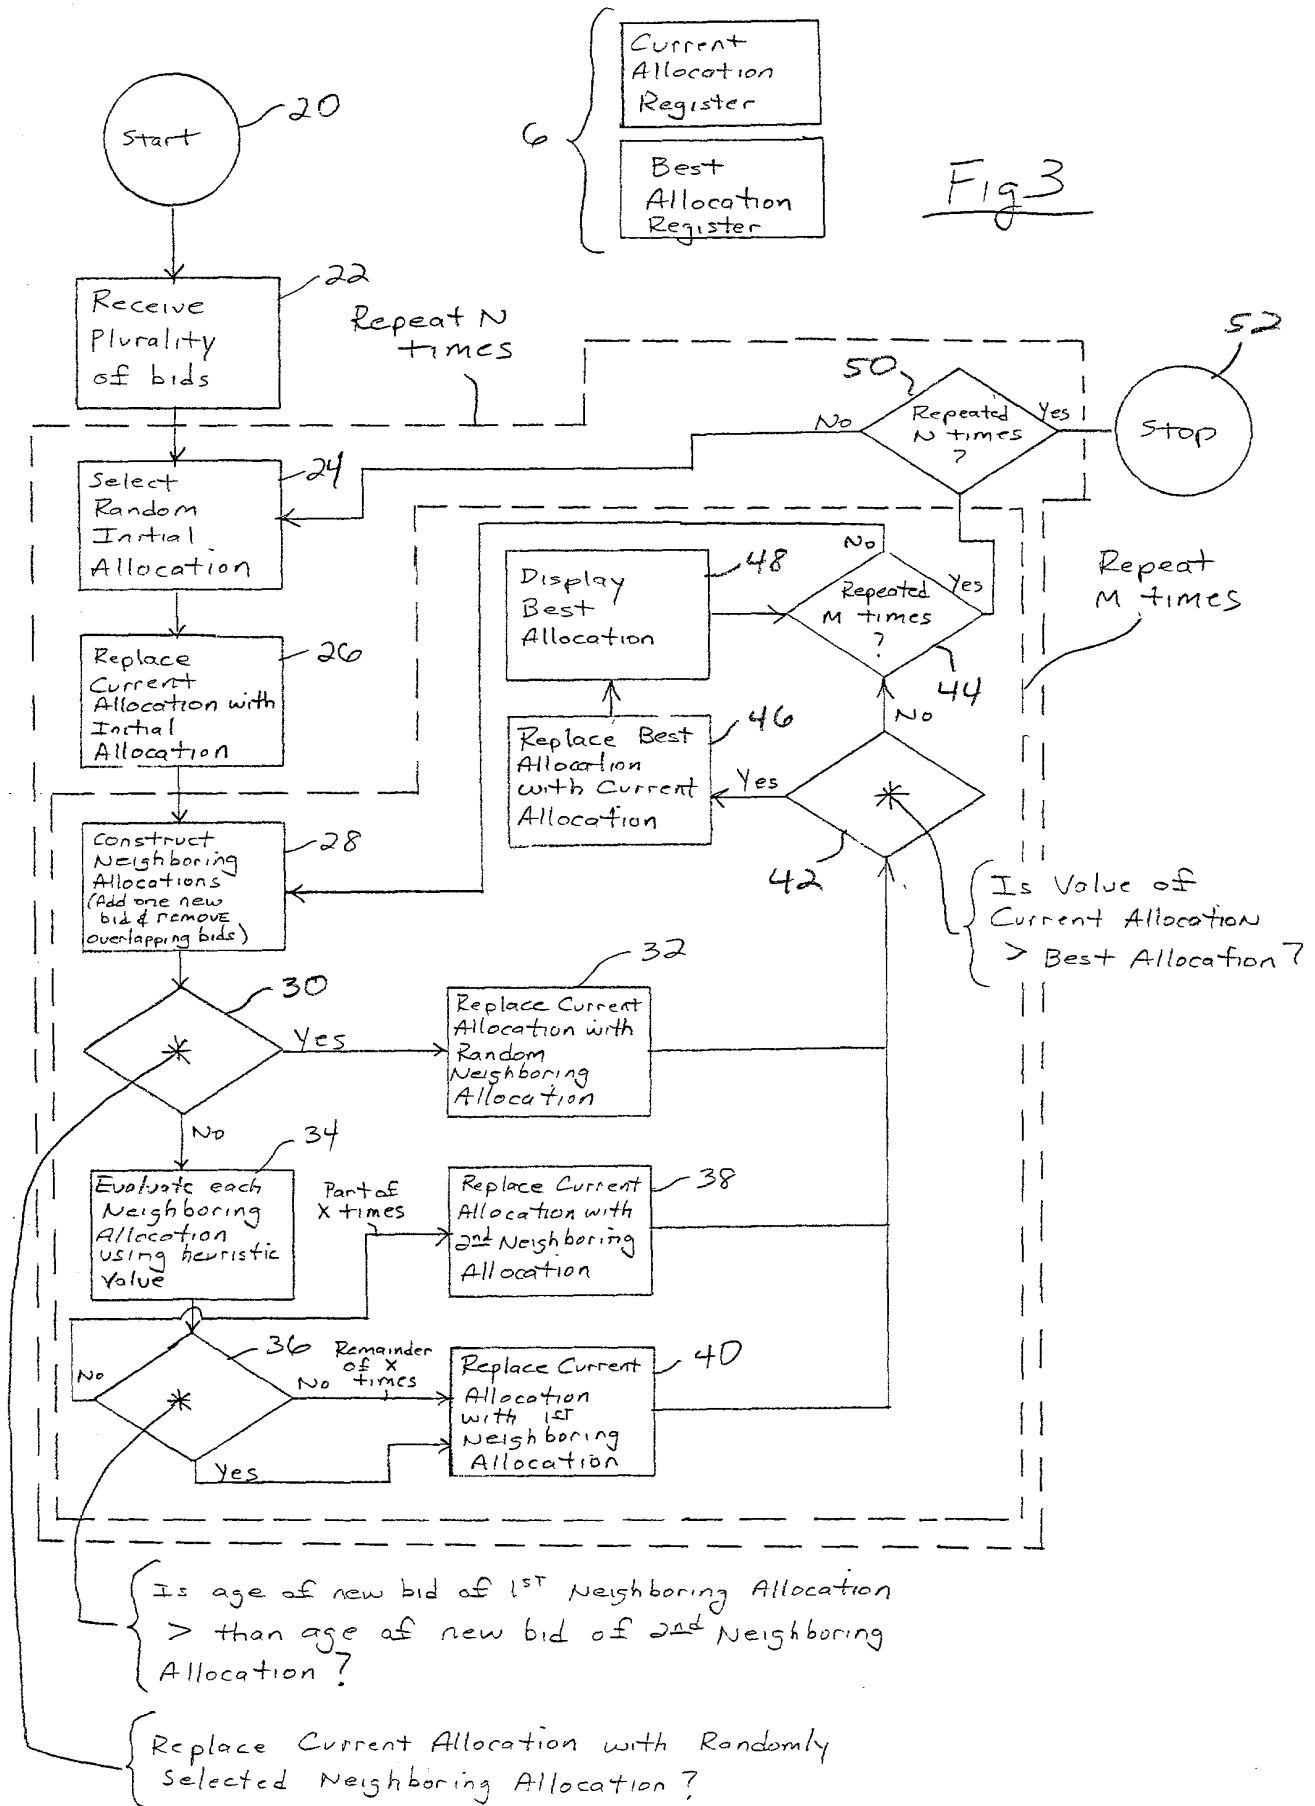 Current
Allocation
Register
6
Best
Allocation
Register
Fig 3
Start
20
22
Receive
Plurality
of bids
Repeat N
times
52
50
Repeated
N times
?
No
Yes
Stop
24
Select
Random
Initial
Allocation
48
Display
Best
Allocation
No
Yes
Repeated
M times
?
44
Repeat
M times
26
Replace
Current
Allocation with
Initial
Allocation
46
Replace Best
Allocation
with Current
Allocation
Yes
No
*
42
Is Value of
Current Allocation
> Best Allocation?
28
Construct
Neighboring
Allocations
(Add one new
bid & remove
overlapping bids)
30
*
Yes
No
32
Replace Current
Allocation with
Random
Neighboring
Allocation
34
Evaluate each
Neighboring
Allocation
using heuristic
Value
Part of
X times
38
Replace Current
Allocation with
2nd Neighboring
Allocation
36
*
No
No
Remainder
of X
times
Yes
40
Replace Current
Allocation
with 1st
Neighboring
Allocation
Is age of new bid of 1ST Neighboring Allocation
> than age of new bid of 2nd Neighboring
Allocation?
Replace Current Allocation with Randomly
Selected Neighboring Allocation?